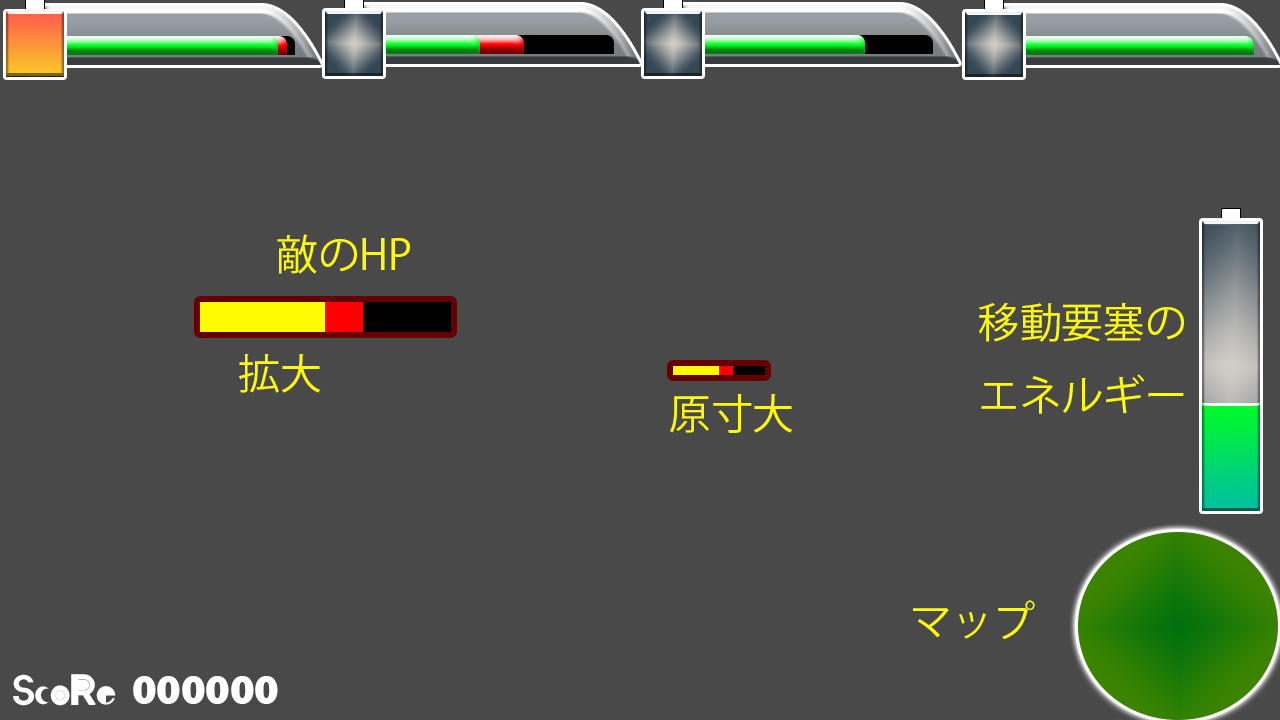 敵のHP
拡大
原寸大
移動要塞の
エネルギー
マップ
ScoRe 000000